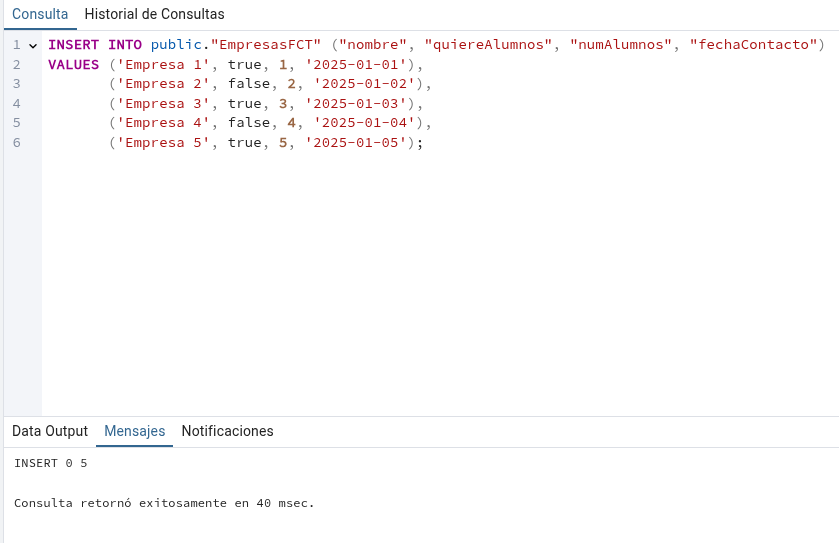 Consulta Historial de Consultas
1 INSERT INTO public."EmpresasFCT" ("nombre", "quiereAlumnos", "numAlumnos", "fechaContacto")
2 VALUES ('Empresa 1', true, 1, '2025-01-01'),
3 ('Empresa 2', false, 2, '2025-01-02'),
4 ('Empresa 3', true, 3, '2025-01-03'),
5 ('Empresa 4', false, 4, '2025-01-04'),
6 ('Empresa 5', true, 5, '2025-01-05');
Data Output Mensajes Notificaciones
INSERT 0 5
Consulta retornó exitosamente en 40 msec.